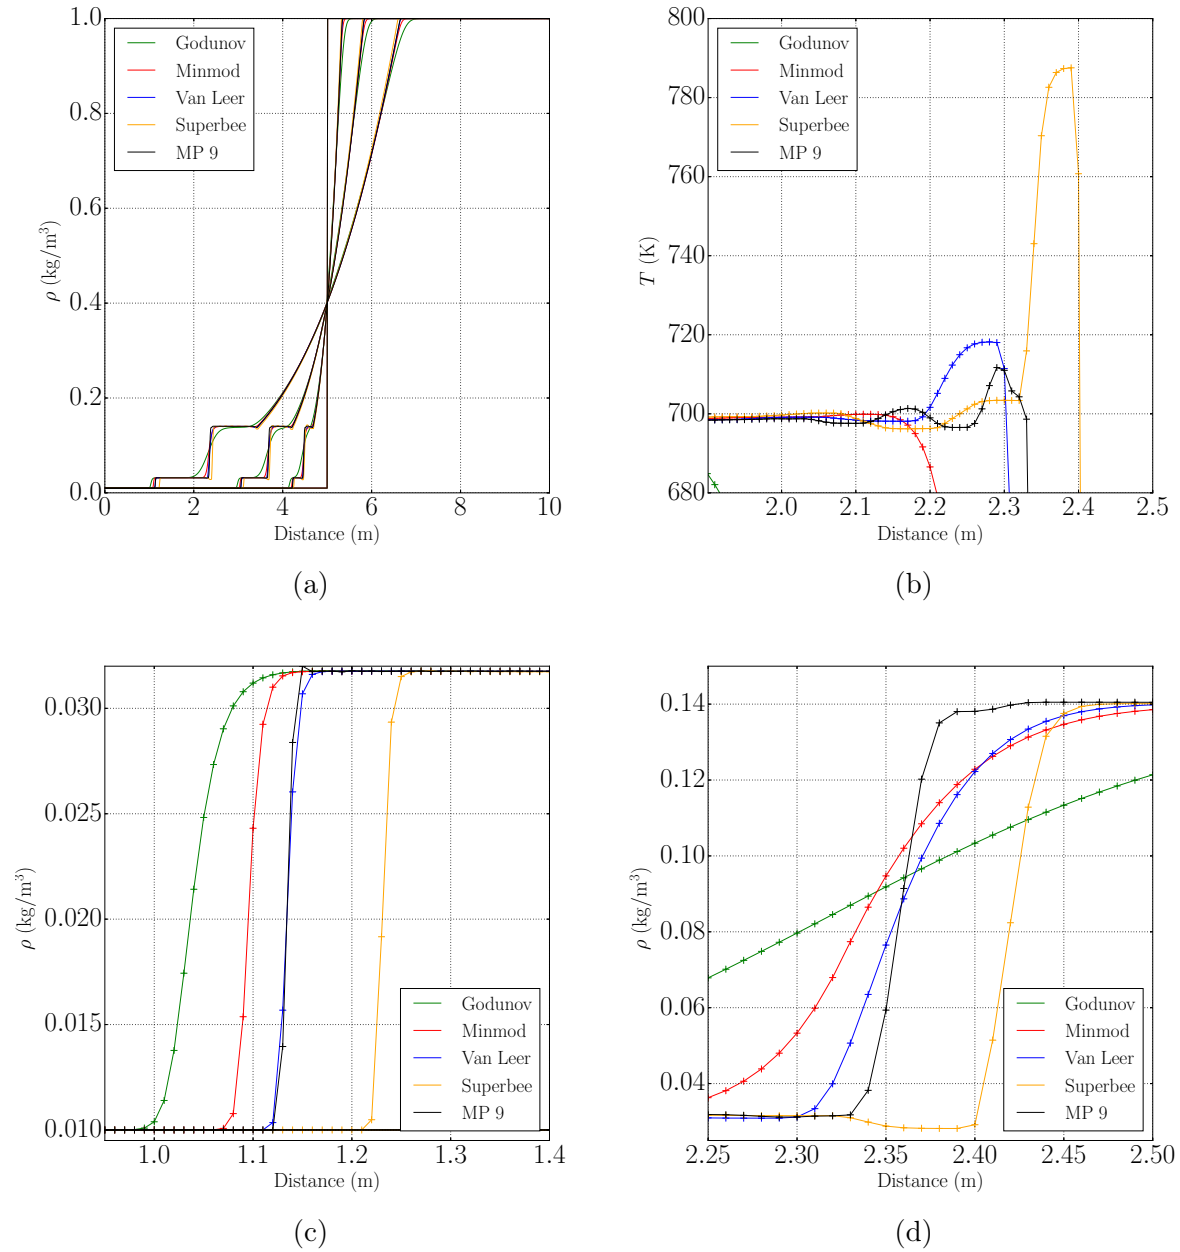 1.0
0.8
0.6
0.4
0.2
0.0
ρ (kg/m³)
Godunov
Minmod
Van Leer
Superbee
MP 9
0 2 4 6 8 10
Distance (m)
(a)
800
780
760
740
720
700
680
T (K)
Godunov
Minmod
Van Leer
Superbee
MP 9
2.0 2.1 2.2 2.3 2.4 2.5
Distance (m)
(b)
0.030
0.025
0.020
0.015
0.010
ρ (kg/m³)
Godunov
Minmod
Van Leer
Superbee
MP 9
1.0 1.1 1.2 1.3 1.4
Distance (m)
(c)
0.14
0.12
0.10
0.08
0.06
0.04
ρ (kg/m³)
Godunov
Minmod
Van Leer
Superbee
MP 9
2.25 2.30 2.35 2.40 2.45 2.50
Distance (m)
(d)